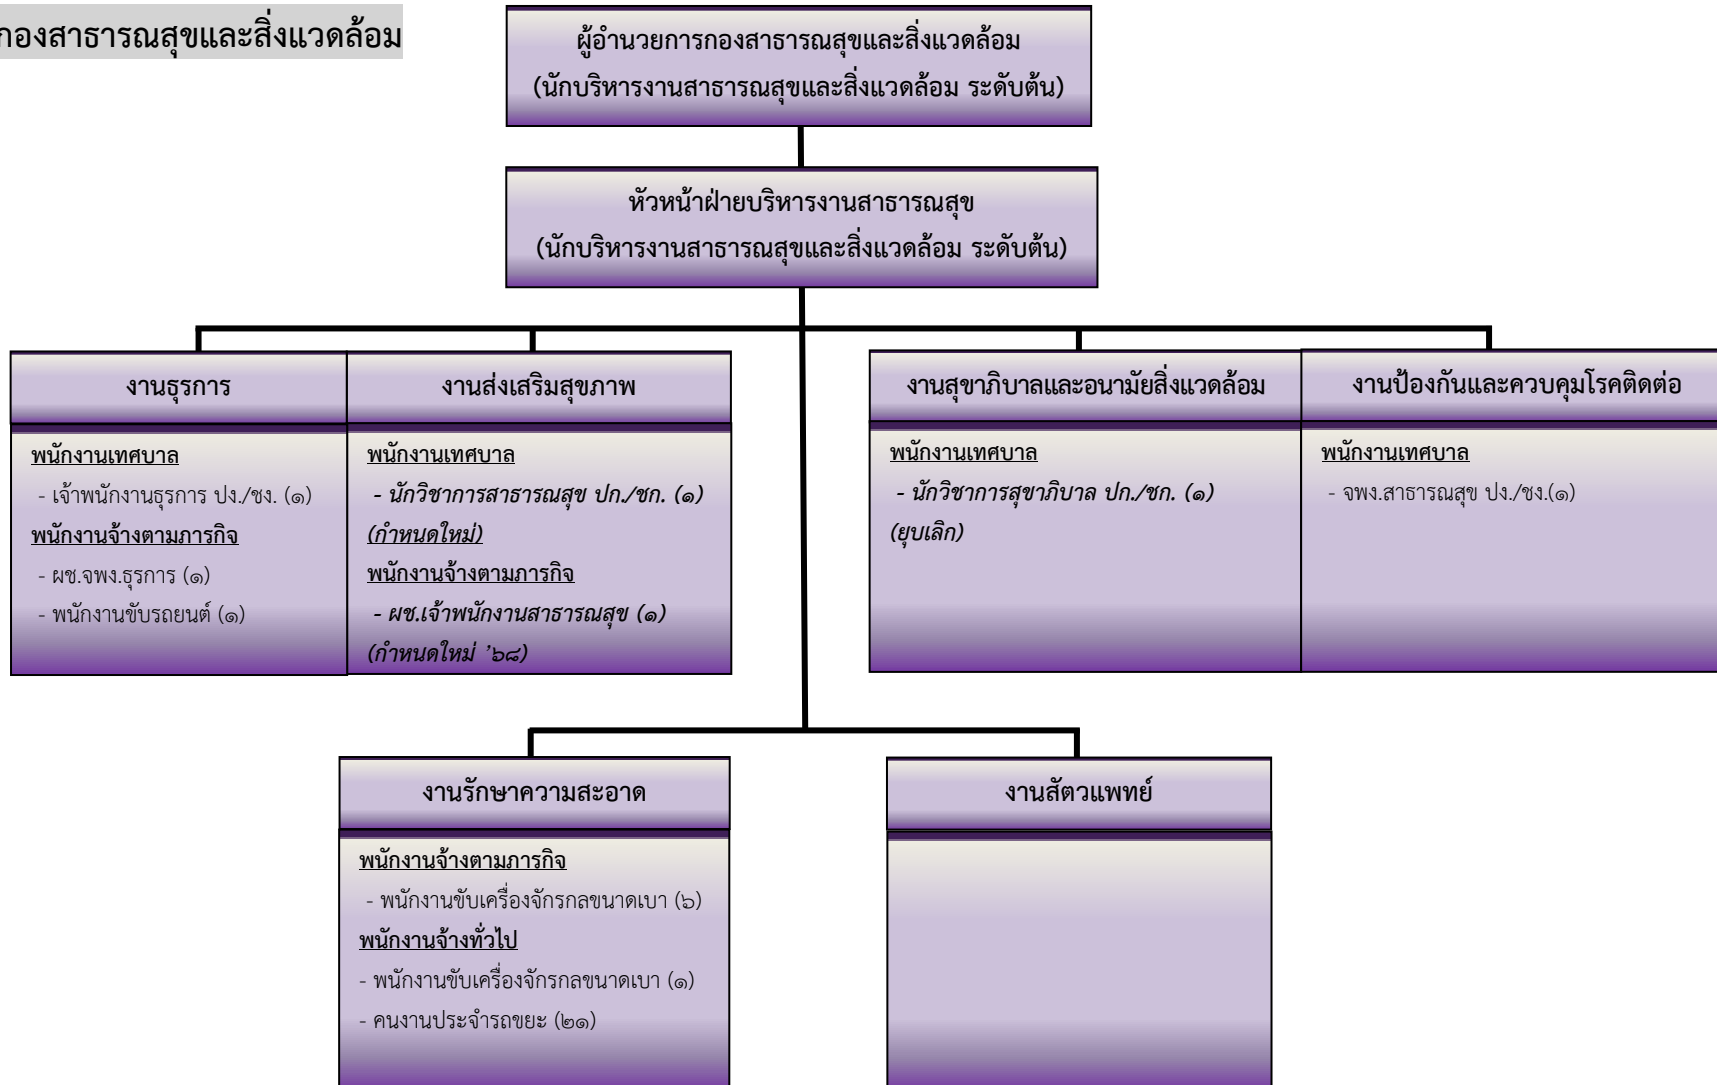 กองสาธารณสุขและสิ่งแวดล้อม
ผู้อำนวยการกองสาธารณสุขและสิ่งแวดล้อม
(นักบริหารงานสาธารณสุขและสิ่งแวดล้อม ระดับต้น)
หัวหน้าฝ่ายบริหารงานสาธารณสุข
(นักบริหารงานสาธารณสุขและสิ่งแวดล้อม ระดับต้น)
งานธุรการ
พนักงานเทศบาล
- เจ้าพนักงานธุรการ ปง./ชง. (๑)
พนักงานจ้างตามภารกิจ
- ผช.จพง.ธุรการ (๑)
- พนักงานขับรถยนต์ (๑)
งานส่งเสริมสุขภาพ
พนักงานเทศบาล
- นักวิชาการสาธารณสุข ปก./ชก. (๑)
(กำหนดใหม่)
พนักงานจ้างตามภารกิจ
- ผช.เจ้าพนักงานสาธารณสุข (๑)
(กำหนดใหม่ ’๖๘)
งานสุขาภิบาลและอนามัยสิ่งแวดล้อม
พนักงานเทศบาล
- นักวิชาการสุขาภิบาล ปก./ชก. (๑)
(ยุบเลิก)
งานป้องกันและควบคุมโรคติดต่อ
พนักงานเทศบาล
- จพง.สาธารณสุข ปง./ชง.(๑)
งานรักษาความสะอาด
พนักงานจ้างตามภารกิจ
- พนักงานขับเครื่องจักรกลขนาดเบา (๖)
พนักงานจ้างทั่วไป
- พนักงานขับเครื่องจักรกลขนาดเบา (๑)
- คนงานประจำรถขยะ (๒๑)
งานสัตวแพทย์